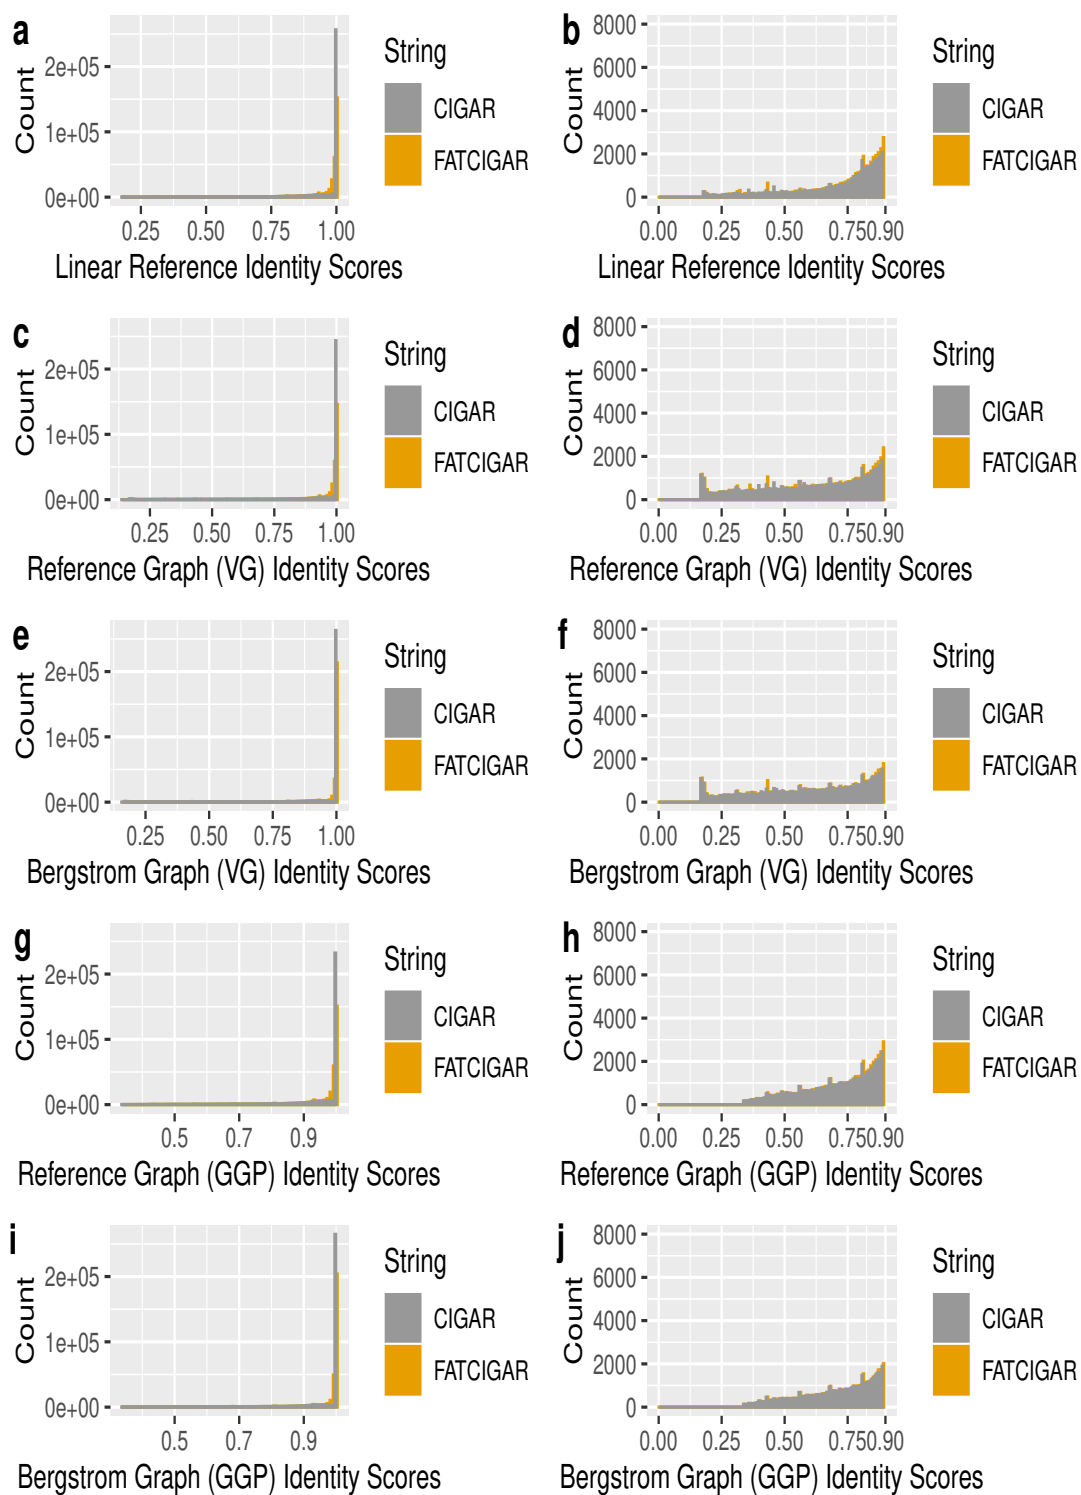 a
Count
2e+05
1e+05
0e+00
0.25 0.50 0.75 1.00
Linear Reference Identity Scores
String
CIGAR
FATCIGAR
b
Count
8000
6000
4000
2000
0
0.00 0.25 0.50 0.75 0.90
Linear Reference Identity Scores
String
CIGAR
FATCIGAR
c
Count
2e+05
1e+05
0e+00
0.25 0.50 0.75 1.00
Reference Graph (VG) Identity Scores
String
CIGAR
FATCIGAR
d
Count
8000
6000
4000
2000
0
0.00 0.25 0.50 0.75 0.90
Reference Graph (VG) Identity Scores
String
CIGAR
FATCIGAR
e
Count
2e+05
1e+05
0e+00
0.25 0.50 0.75 1.00
Bergstrom Graph (VG) Identity Scores
String
CIGAR
FATCIGAR
f
Count
8000
6000
4000
2000
0
0.00 0.25 0.50 0.75 0.90
Bergstrom Graph (VG) Identity Scores
String
CIGAR
FATCIGAR
g
Count
2e+05
1e+05
0e+00
0.5 0.7 0.9
Reference Graph (GGP) Identity Scores
String
CIGAR
FATCIGAR
h
Count
8000
6000
4000
2000
0
0.00 0.25 0.50 0.75 0.90
Reference Graph (GGP) Identity Scores
String
CIGAR
FATCIGAR
i
Count
2e+05
1e+05
0e+00
0.5 0.7 0.9
Bergstrom Graph (GGP) Identity Scores
String
CIGAR
FATCIGAR
j
Count
8000
6000
4000
2000
0
0.00 0.25 0.50 0.75 0.90
Bergstrom Graph (GGP) Identity Scores
String
CIGAR
FATCIGAR